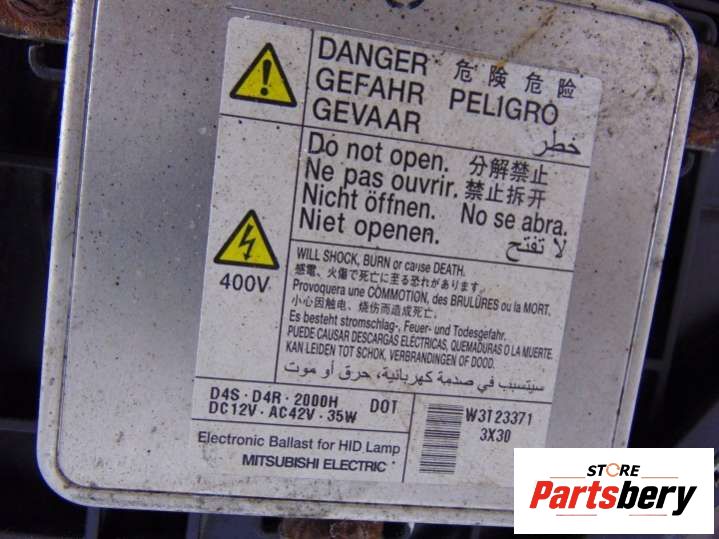 DANGER 危険危险
GEFAHR PELIGRO
GEVAAR خطر
Do not open. 分解禁止
Ne pas ouvrir. 禁止拆开
Nicht öffnen. No se abra.
Niet openen. لا تفتح
400V
WILL SHOCK, BURN or cause DEATH.
感電、火傷で死亡に至る恐れがあります。
Provoquera une COMMOTION, des BRULÛRES ou la MORT.
小心因触电、烧伤而造成死亡。
Es besteht stromschlag-, Feuer- und Todesgefahr.
PUEDE CAUSAR DESCARGAS ELECTRICAS, QUEMADURAS O LA MUERTE.
KAN LEIDEN TOT SCHOK, VERBRANDINGEN OF DOOD.
سيتسبب في صدمة كهربائية، حرق أو موت
D4S · D4R · 2000H DOT
DC12V · AC42V · 35W
W3T23371
3X30
Electronic Ballast for HID Lamp
MITSUBISHI ELECTRIC
STORE
Partsbery